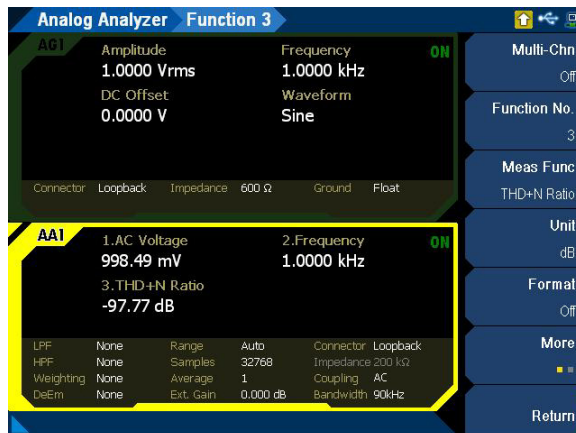 Analog Analyzer Function 3
AG1 ON
Amplitude Frequency
1.0000 Vrms 1.0000 kHz
DC Offset Waveform
0.0000 V Sine
Connector Loopback Impedance 600 Ω Ground Float
AA1 ON
1.AC Voltage 2.Frequency
998.49 mV 1.0000 kHz
3.THD+N Ratio
-97.77 dB
LPF None Range Auto Connector Loopback
HPF None Samples 32768 Impedance 200 kΩ
Weighting None Average 1 Coupling AC
DeEm None Ext. Gain 0.000 dB Bandwidth 90kHz
Multi-Chn
Off
Function No.
3
Meas Func
THD+N Ratio
Unit
dB
Format
Off
More
Return